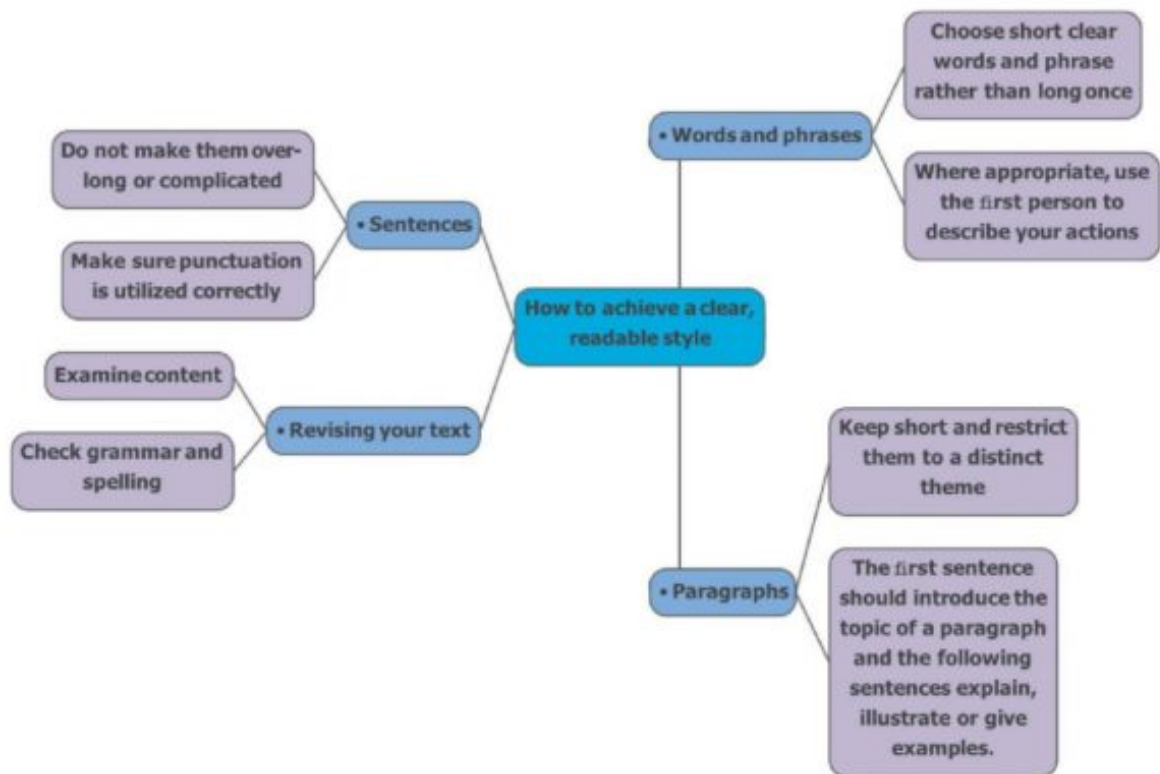 How to achieve a clear,
readable style
• Words and phrases
Choose short clear
words and phrase
rather than long once
Where appropriate, use
the first person to
describe your actions
• Sentences
Do not make them over-
long or complicated
Make sure punctuation
is utilized correctly
• Revising your text
Examine content
Check grammar and
spelling
• Paragraphs
Keep short and restrict
them to a distinct
theme
The first sentence
should introduce the
topic of a paragraph
and the following
sentences explain,
illustrate or give
examples.